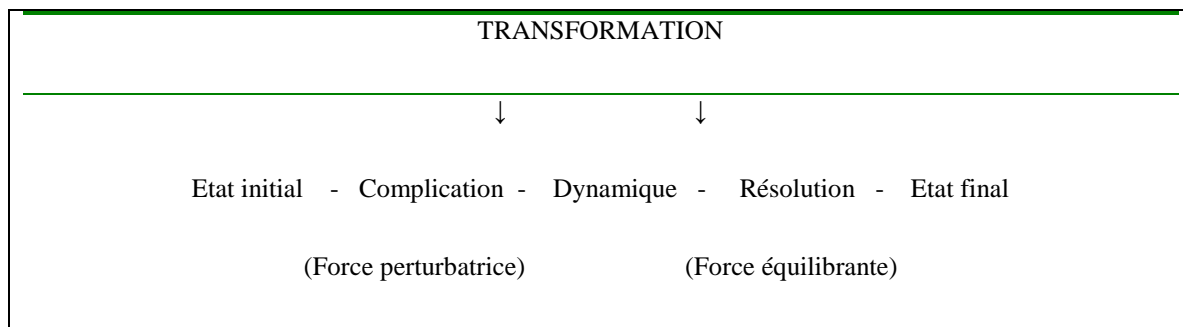 TRANSFORMATION
↓ ↓
Etat initial - Complication - Dynamique - Résolution - Etat final
(Force perturbatrice) (Force équilibrante)